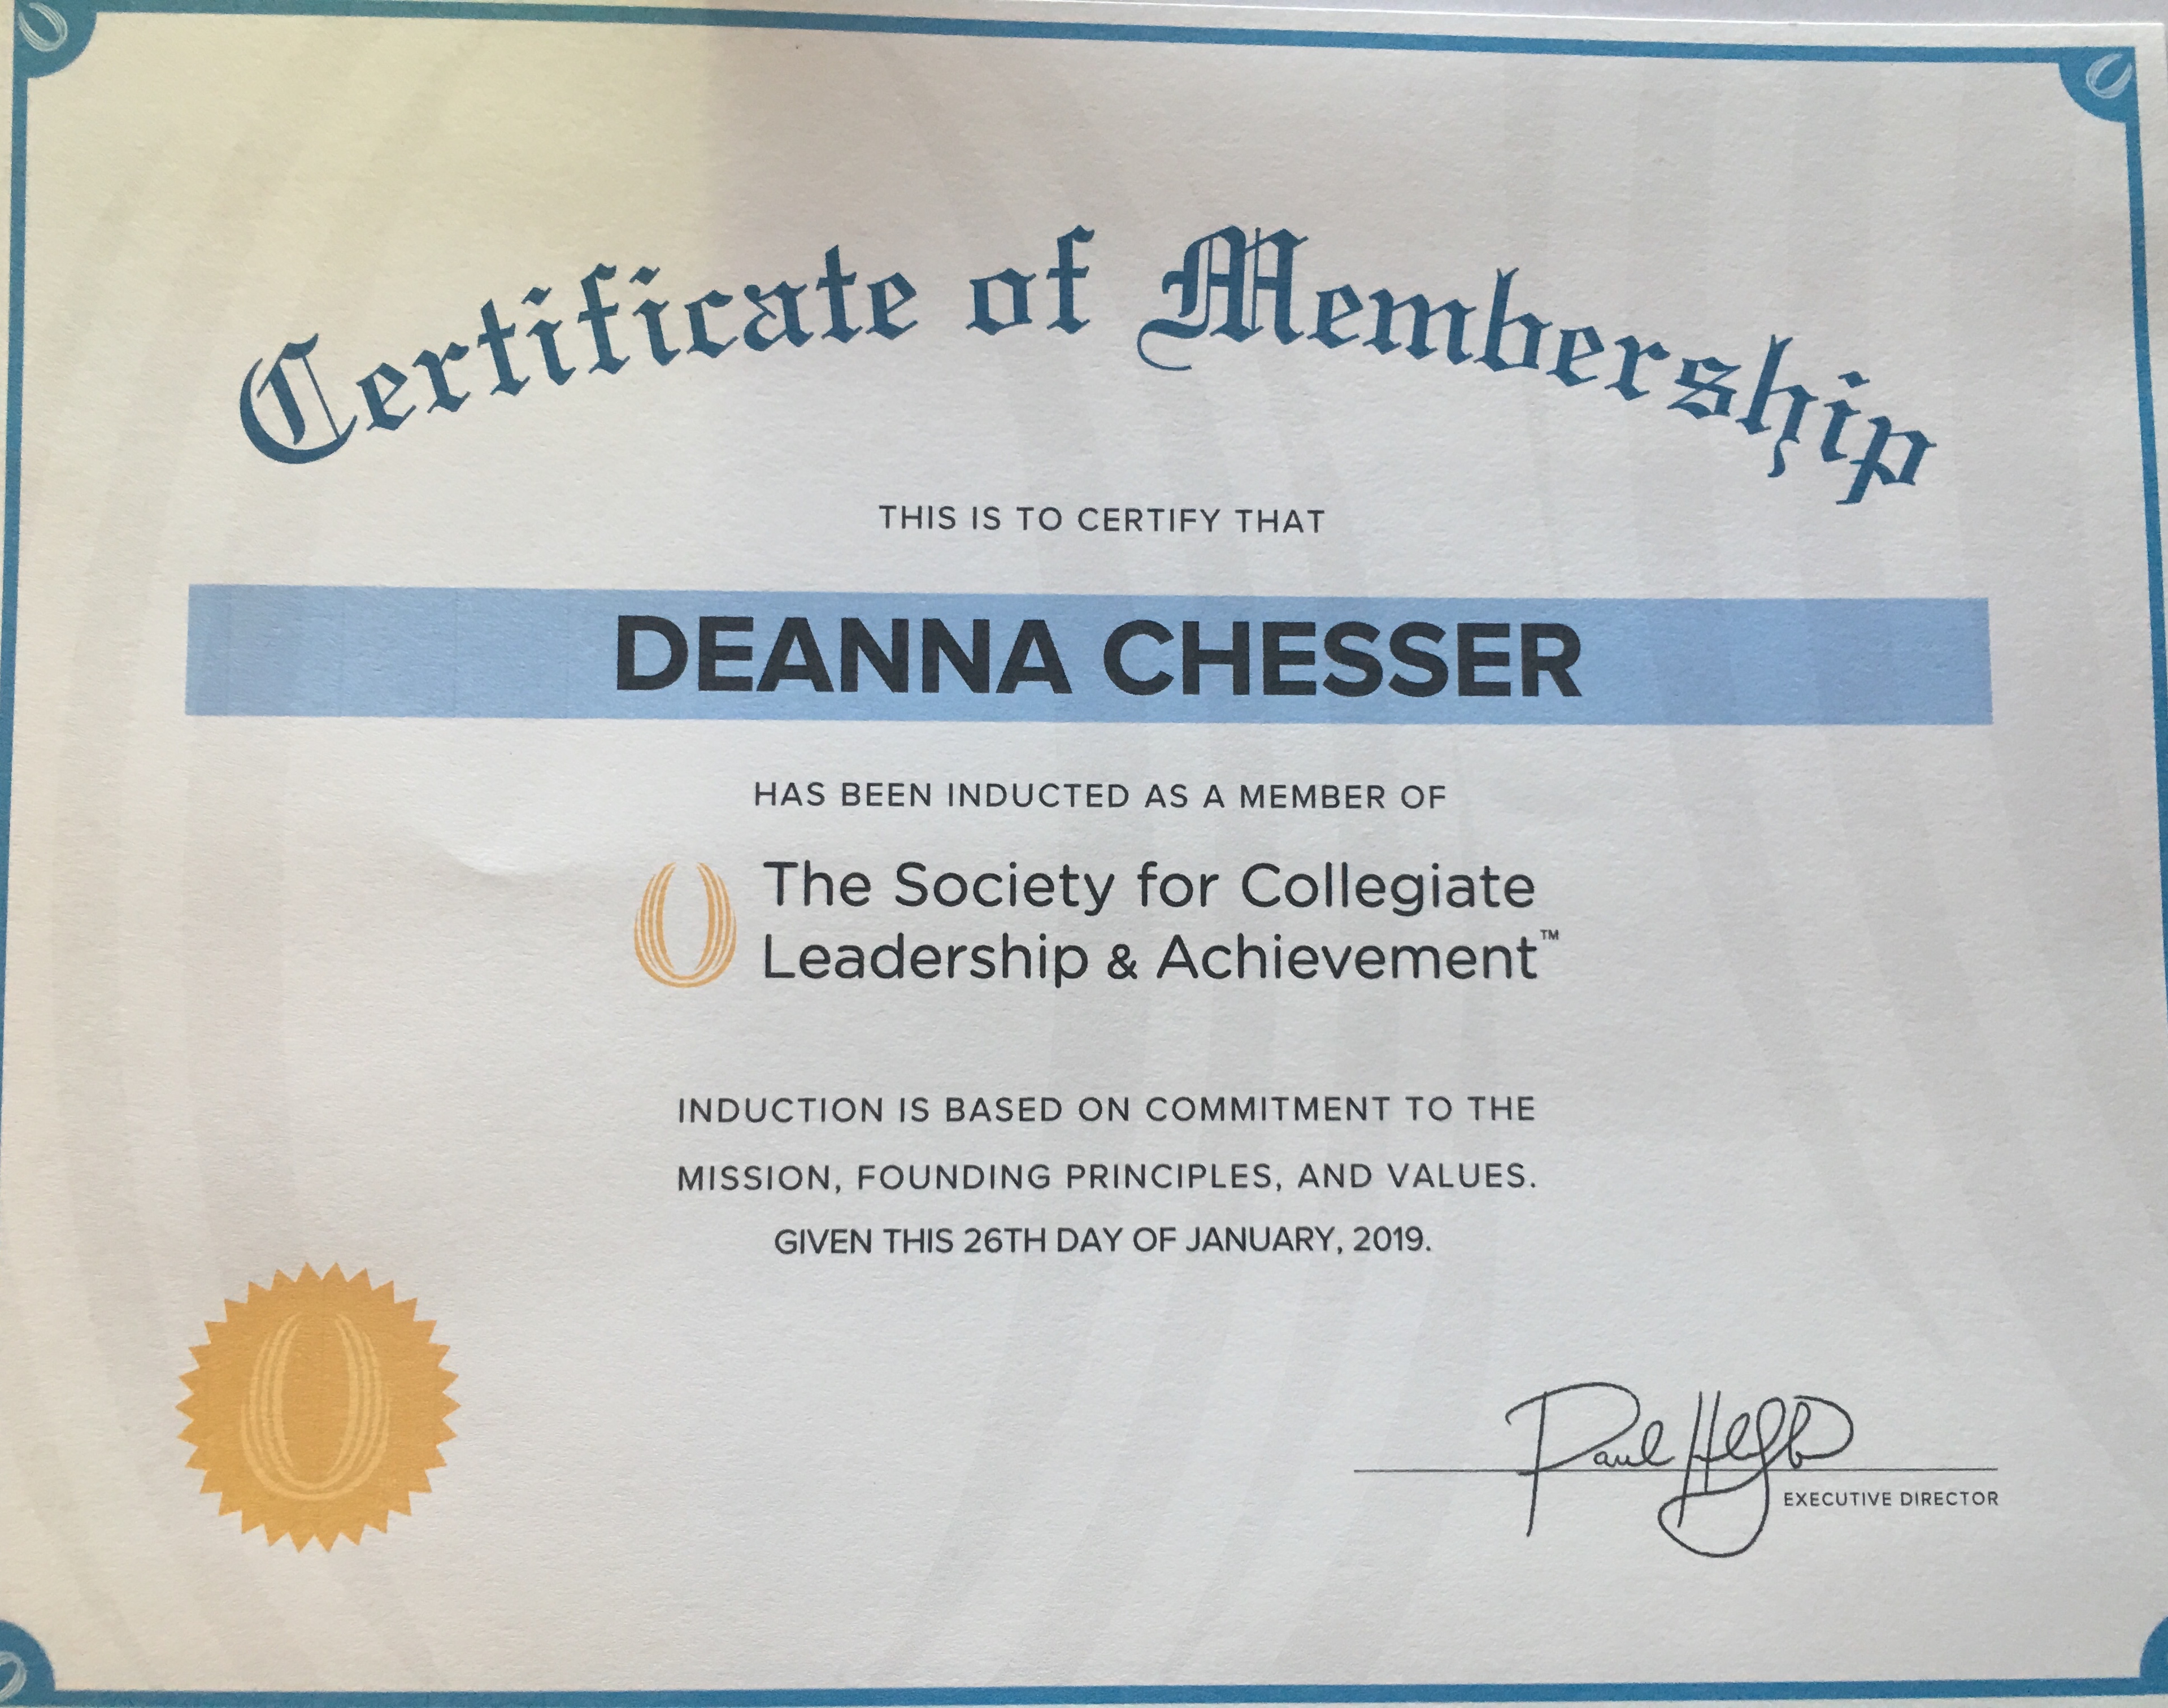 Certificate of Membership
THIS IS TO CERTIFY THAT
DEANNA CHESSER
HAS BEEN INDUCTED AS A MEMBER OF
The Society for Collegiate
Leadership & Achievement™
INDUCTION IS BASED ON COMMITMENT TO THE
MISSION, FOUNDING PRINCIPLES, AND VALUES.
GIVEN THIS 26TH DAY OF JANUARY, 2019.
Paul
EXECUTIVE DIRECTOR